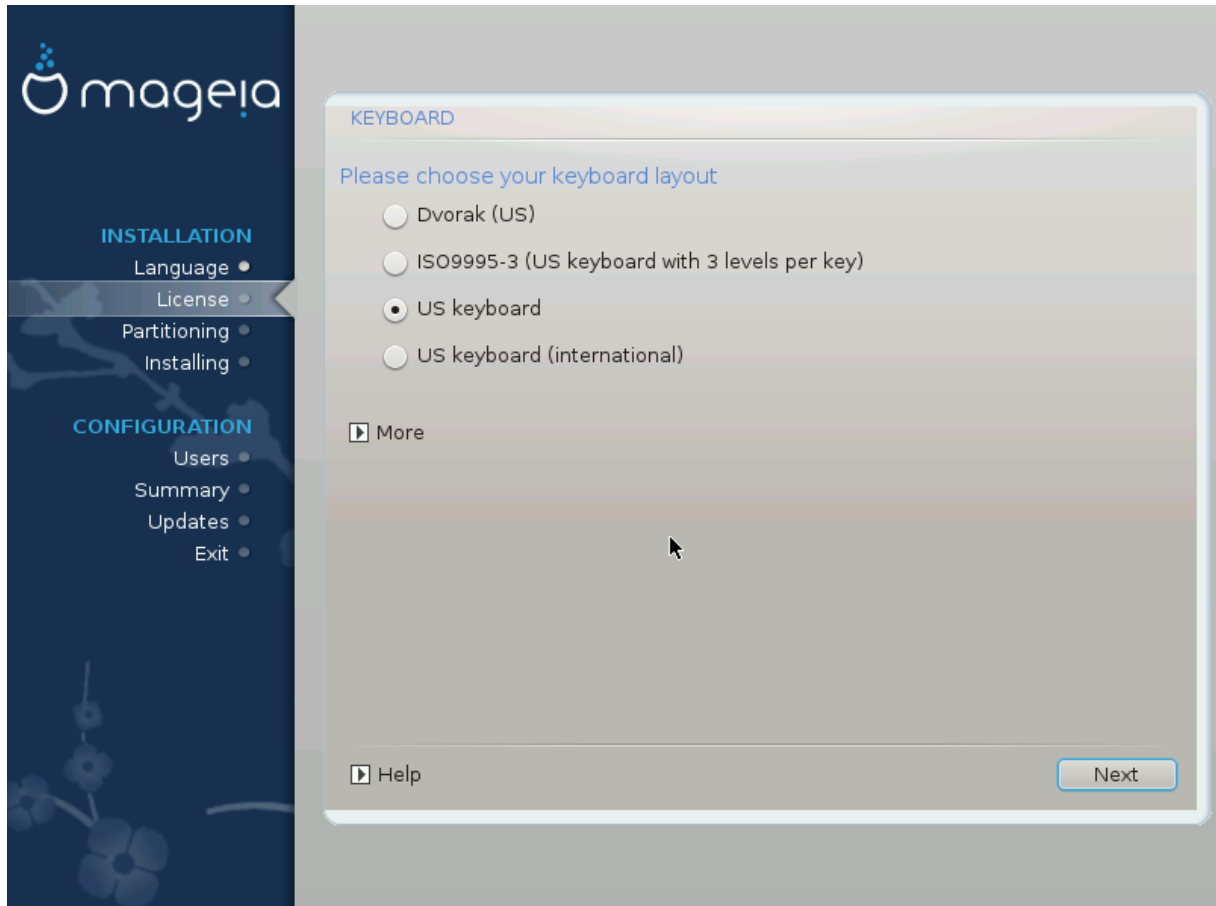 mageia
INSTALLATION
Language
License
Partitioning
Installing
CONFIGURATION
Users
Summary
Updates
Exit
KEYBOARD
Please choose your keyboard layout
Dvorak (US)
ISO9995-3 (US keyboard with 3 levels per key)
US keyboard
US keyboard (international)
More
Help
Next